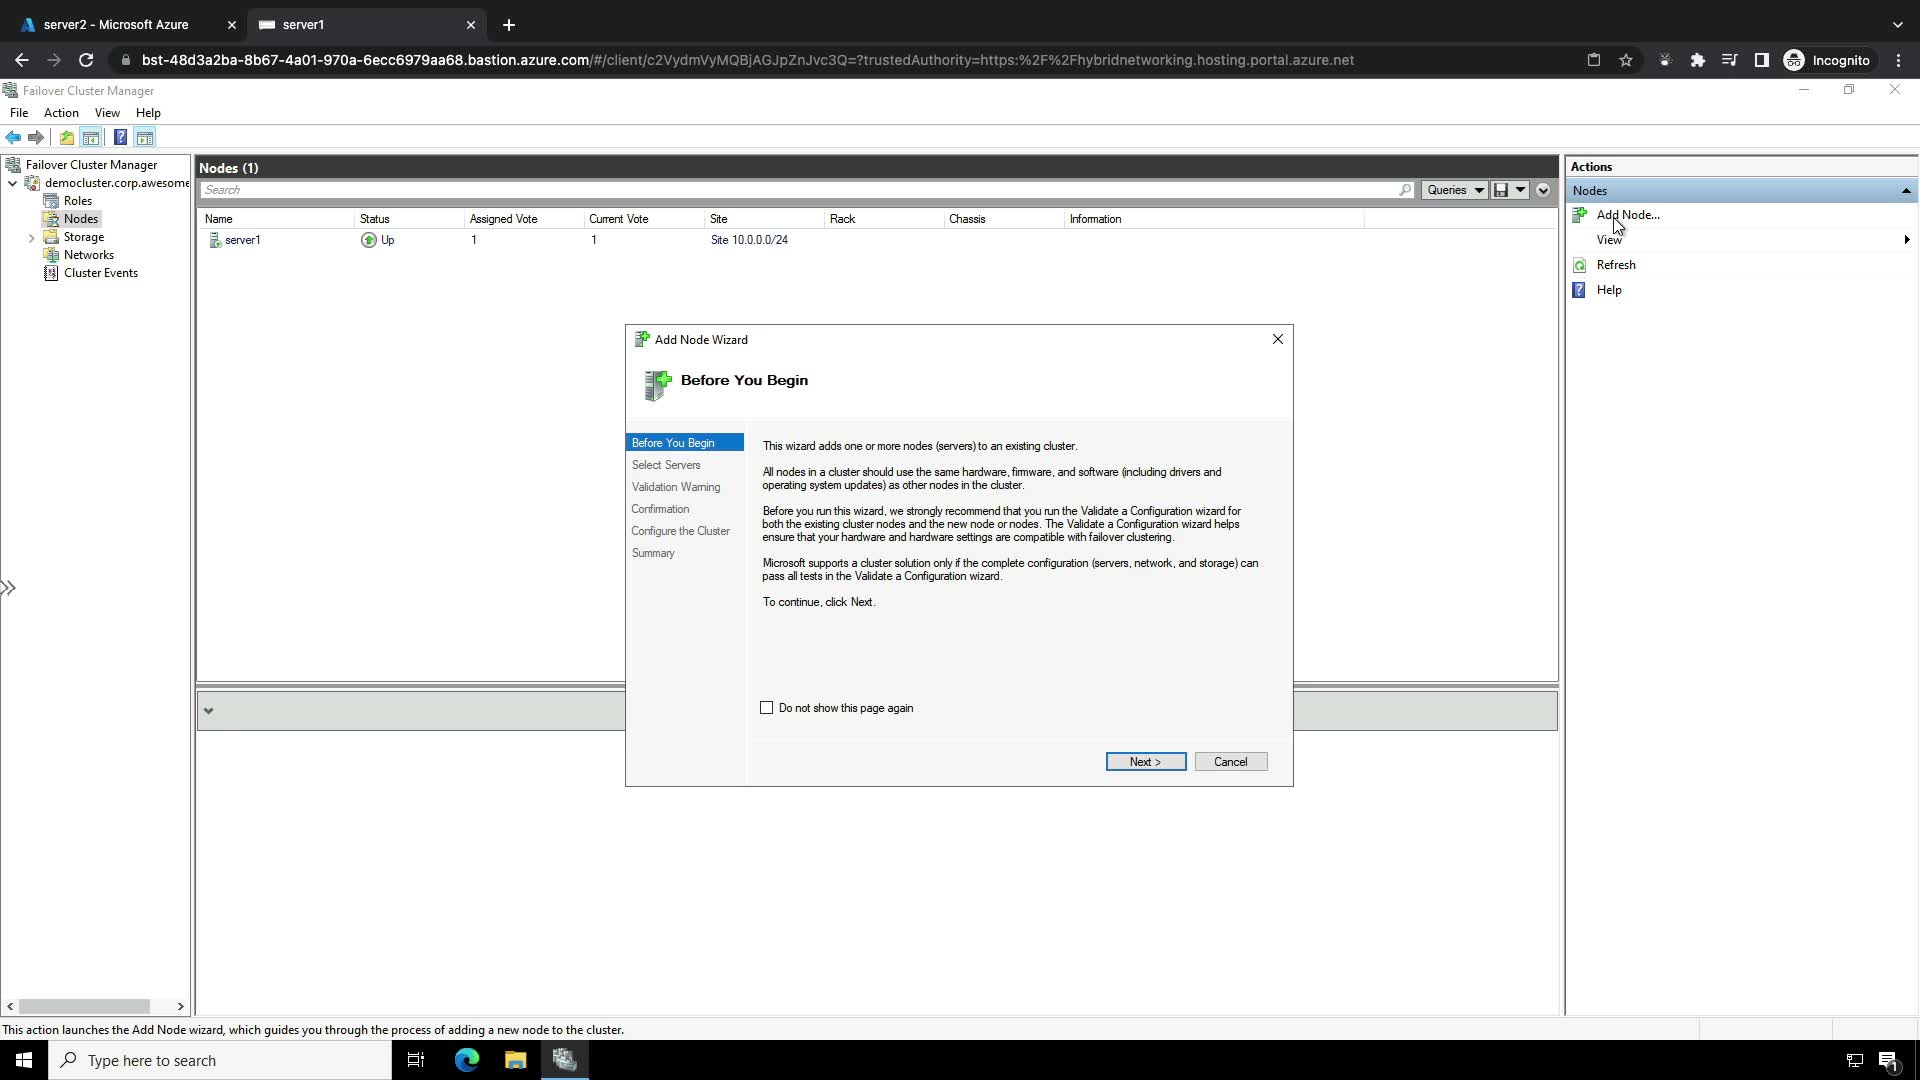 server2 - Microsoft Azure
server1
bst-48d3a2ba-8b67-4a01-970a-6ecc6979aa68.bastion.azure.com/#/client/c2VydmVyMQBjAGJpZnJvc3Q=?trustedAuthority=https:%2F%2Fhybridnetworking.hosting.portal.azure.net
Incognito
Failover Cluster Manager
File Action View Help
Failover Cluster Manager
democluster.corp.awesome
Roles
Nodes
Storage
Networks
Cluster Events
Nodes (1)
Search
Queries
Name Status Assigned Vote Current Vote Site Rack Chassis Information
server1 Up 1 1 Site 10.0.0.0/24
Actions
Nodes
Add Node...
View
Refresh
Help
Add Node Wizard
Before You Begin
Before You Begin
Select Servers
Validation Warning
Confirmation
Configure the Cluster
Summary
This wizard adds one or more nodes (servers) to an existing cluster.
All nodes in a cluster should use the same hardware, firmware, and software (including drivers and
operating system updates) as other nodes in the cluster.
Before you run this wizard, we strongly recommend that you run the Validate a Configuration wizard for
both the existing cluster nodes and the new node or nodes. The Validate a Configuration wizard helps
ensure that your hardware and hardware settings are compatible with failover clustering.
Microsoft supports a cluster solution only if the complete configuration (servers, network, and storage) can
pass all tests in the Validate a Configuration wizard.
To continue, click Next.
Do not show this page again
Next >
Cancel
This action launches the Add Node wizard, which guides you through the process of adding a new node to the cluster.
Type here to search
1